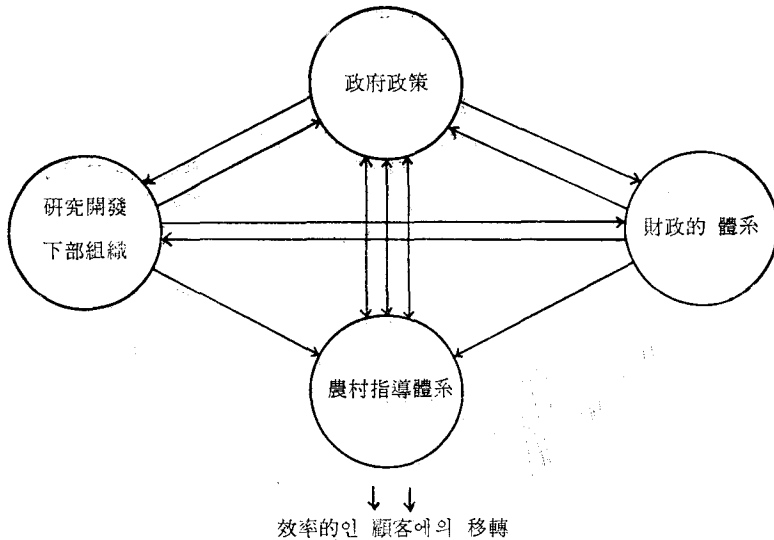 政府政策
研究開發
下部組織
財政的 體系
農村指導體系
效率的인 顧客에의 移轉